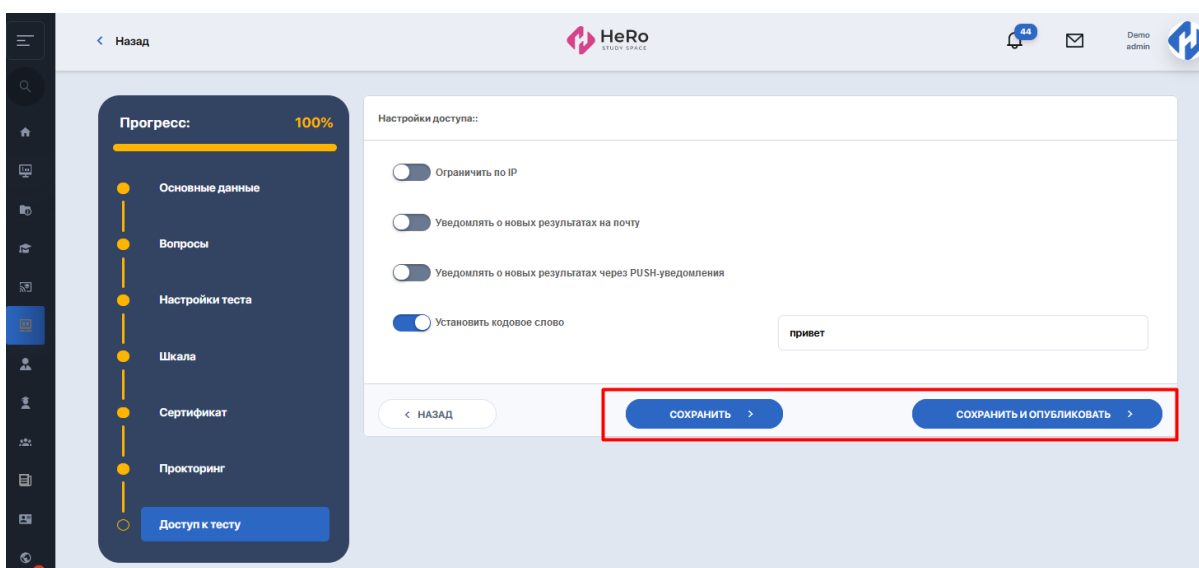 Назад
HeRo
STUDY SPACE
44
Demo
admin
Прогресс: 100%
Основные данные
Вопросы
Настройки теста
Шкала
Сертификат
Прокторинг
Доступ к тесту
Настройки доступа::
Ограничить по IP
Уведомлять о новых результатах на почту
Уведомлять о новых результатах через PUSH-уведомления
Установить кодовое слово
привет
< НАЗАД
СОХРАНИТЬ >
СОХРАНИТЬ И ОПУБЛИКОВАТЬ >